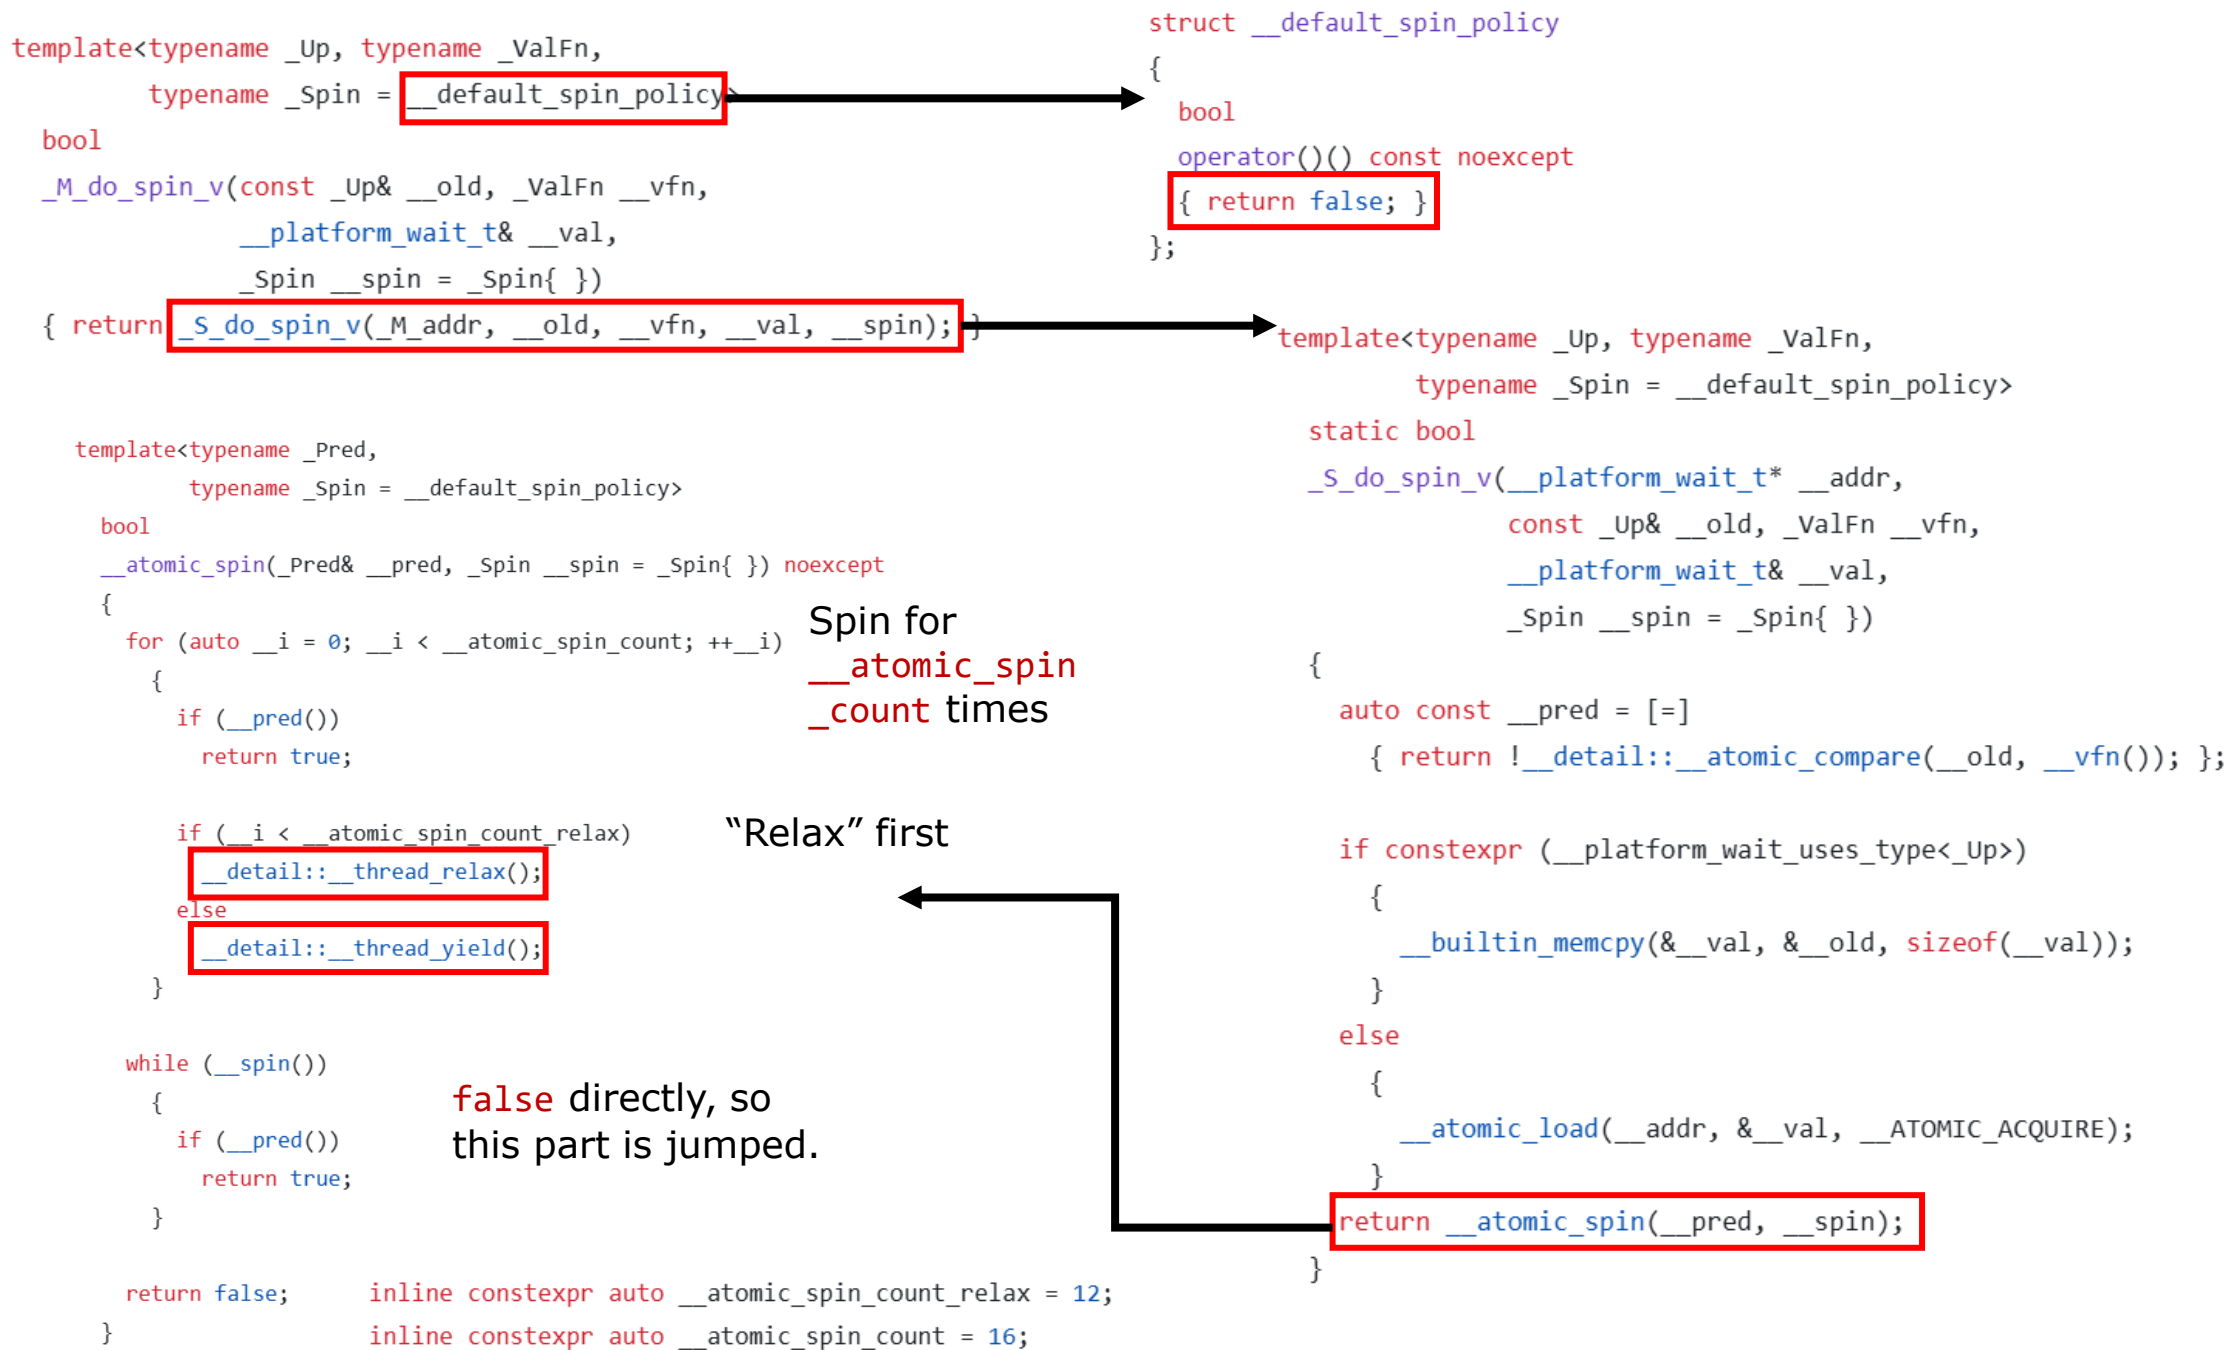 template<typename _Up, typename _ValFn,
typename _Spin = __default_spin_policy>
bool
_M_do_spin_v(const _Up& __old, _ValFn __vfn,
__platform_wait_t& __val,
_Spin __spin = _Spin{ })
{ return _S_do_spin_v(_M_addr, __old, __vfn, __val, __spin); }
struct __default_spin_policy
{
bool
operator()() const noexcept
{ return false; }
};
template<typename _Up, typename _ValFn,
typename _Spin = __default_spin_policy>
static bool
_S_do_spin_v(__platform_wait_t* __addr,
const _Up& __old, _ValFn __vfn,
__platform_wait_t& __val,
_Spin __spin = _Spin{ })
{
auto const __pred = [=]
{ return !__detail::__atomic_compare(__old, __vfn()); };
if constexpr (__platform_wait_uses_type<_Up>)
{
__builtin_memcpy(&__val, &__old, sizeof(__val));
}
else
{
__atomic_load(__addr, &__val, __ATOMIC_ACQUIRE);
}
return __atomic_spin(__pred, __spin);
}
template<typename _Pred,
typename _Spin = __default_spin_policy>
bool
__atomic_spin(_Pred& __pred, _Spin __spin = _Spin{ }) noexcept
{
for (auto __i = 0; __i < __atomic_spin_count; ++__i)
{
if (__pred())
return true;
if (__i < __atomic_spin_count_relax)
__detail::__thread_relax();
else
__detail::__thread_yield();
}
while (__spin())
{
if (__pred())
return true;
}
return false;
}
Spin for
__atomic_spin
_count times
“Relax” first
false directly, so
this part is jumped.
inline constexpr auto __atomic_spin_count_relax = 12;
inline constexpr auto __atomic_spin_count = 16;